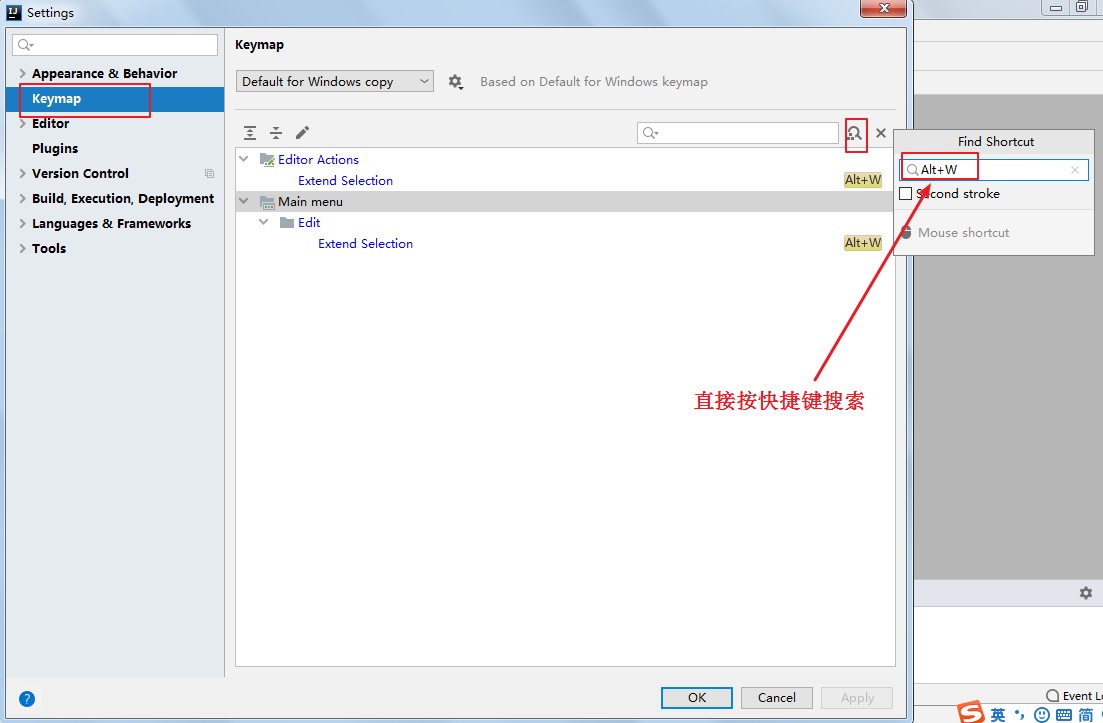 IJ Settings
Keymap
Default for Windows copy
Based on Default for Windows keymap
Appearance & Behavior
Keymap
Editor
Plugins
Version Control
Build, Execution, Deployment
Languages & Frameworks
Tools
Editor Actions
Extend Selection Alt+W
Main menu
Edit
Extend Selection Alt+W
Find Shortcut
Alt+W
Second stroke
Mouse shortcut
直接按快捷键搜索
?
OK
Cancel
Apply
Event Lo
S 英 简